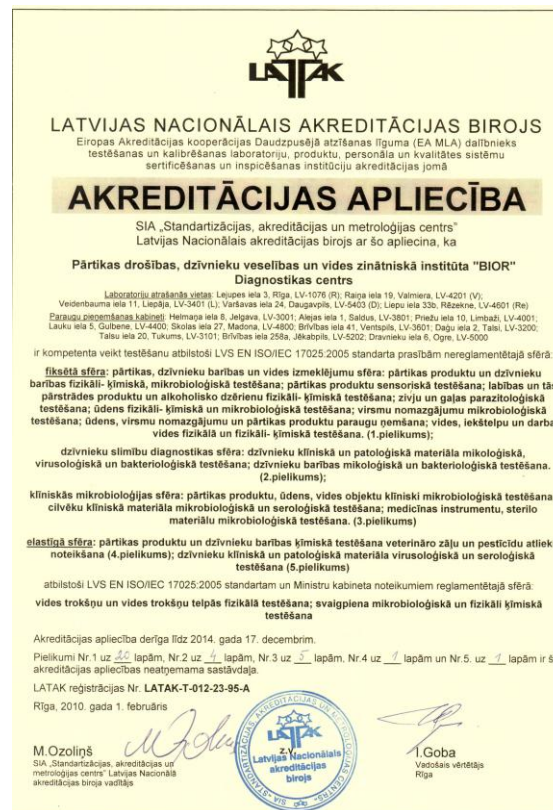 LATAK
LATVIJAS NACIONĀLAIS AKREDITĀCIJAS BIROJS
Eiropas Akreditācijas kooperācijas Daudzpusējā atzīšanas līguma (EA MLA) dalībnieks
testēšanas un kalibrēšanas laboratoriju, produktu, personāla un kvalitātes sistēmu
sertificēšanas un inspicēšanas institūciju akreditācijas jomā
AKREDITĀCIJAS APLIECĪBA
SIA „Standartizācijas, akreditācijas un metroloģijas centrs"
Latvijas Nacionālais akreditācijas birojs ar šo apliecina, ka
Pārtikas drošības, dzīvnieku veselības un vides zinātniskā institūta "BIOR"
Diagnostikas centrs
Laboratoriju atrašanās vietas: Lejupes iela 3, Rīga, LV-1076 (R); Raiņa iela 19, Valmiera, LV-4201 (V);
Veidenbauma iela 11, Liepāja, LV-3401 (L); Varšavas iela 24, Daugavpils, LV-5403 (D); Liepu iela 33b, Rēzekne, LV-4601 (Re)
Paraugu pieņemšanas kabineti: Helmaņa iela 8, Jelgava, LV-3001; Alejas iela 1, Saldus, LV-3801; Priežu iela 10, Limbaži, LV-4001;
Lauku iela 5, Gulbene, LV-4400; Skolas iela 27, Madona, LV-4800; Brīvības iela 41, Ventspils, LV-3601; Dagu iela 2, Talsi, LV-3200;
Talsu iela 20, Tukums, LV-3101; Brīvības iela 258a, Jēkabpils, LV-5202; Dravnieku iela 6, Ogre, LV-5000
ir kompetenta veikt testēšanu atbilstoši LVS EN ISO/IEC 17025:2005 standarta prasībām nereglamentētajā sfērā:
fiksētā sfēra: pārtikas, dzīvnieku barības un vides izmeklējumu sfēra: pārtikas produktu un dzīvnieku
barības fizikāli- ķīmiskā, mikrobioloģiskā testēšana; pārtikas produktu sensoriskā testēšana; labības un tās
pārstrādes produktu un alkoholisko dzērienu fizikāli- ķīmiskā testēšana; zivju un gaļas parazitoloģiskā
testēšana; ūdens fizikāli- ķīmiskā un mikrobioloģiskā testēšana; virsmu nomazgājumu mikrobioloģiskā
testēšana; ūdens, virsmu nomazgājumu un pārtikas produktu paraugu ņemšana; vides, iekštelpu un darba
vides fizikālā un fizikāli- ķīmiskā testēšana. (1.pielikums)
dzīvnieku slimību diagnostikas sfēra: dzīvnieku klīniskā un patoloģiskā materiāla mikoloģiskā,
virusoloģiskā un bakterioloģiskā testēšana; dzīvnieku barības mikoloģiskā un bakterioloģiskā testēšana.
(2.pielikums);
klīniskās mikrobioloģijas sfēra: pārtikas produktu, ūdens, vides objektu klīniski mikrobioloģiskā testēšana
cilvēku klīniskā materiāla mikrobioloģiskā un seroloģiskā testēšana; medicīnas instrumentu, sterilo
materiālu mikrobioloģiskā testēšana. (3.pielikums)
elastīgā sfēra: pārtikas produktu un dzīvnieku barības ķīmiskā testēšana veterināro zāļu un pesticīdu atlieku
noteikšana (4.pielikums); dzīvnieku klīniskā un patoloģiskā materiāla virusoloģiskā un seroloģiskā
testēšana (5.pielikums)
atbilstoši LVS EN ISO/IEC 17025:2005 standartam un Ministru kabineta noteikumiem reglamentētajā sfērā:
vides trokšņu un vides trokšņu telpās fizikālā testēšana; svaigpiena mikrobioloģiskā un fizikāli ķīmiskā
testēšana
Akreditācijas apliecība derīga līdz 2014. gada 17. decembrim.
Pielikumi Nr.1 uz 20 lapām, Nr.2 uz 4 lapām, Nr.3 uz 5 lapām, Nr.4 uz 1 lapām un Nr.5. uz 1 lapām ir š
akreditācijas apliecības neatņemama sastāvdaļa.
LATAK reģistrācijas Nr. LATAK-T-012-23-95-A
Rīga, 2010. gada 1. februāris
M.Ozoliņš
SIA „Standartizācijas, akreditācijas un
metroloģijas centrs" Latvijas Nacionālā
akreditācijas biroja vadītājs
LATAK
z.v.
Latvijas Nacionālais
akreditācijas
birojs
I.Goba
Vadošais vērtētājs
Rīga